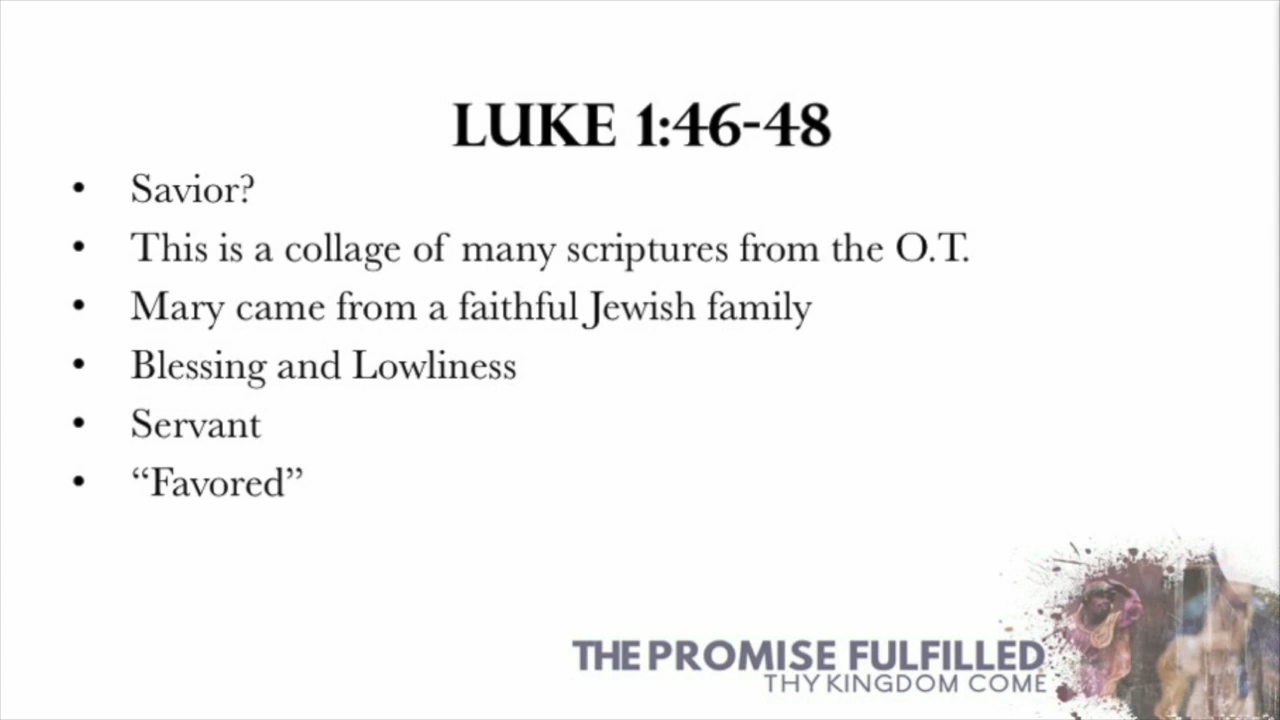 LUKE 1:46-48
• Savior?
• This is a collage of many scriptures from the O.T.
• Mary came from a faithful Jewish family
• Blessing and Lowliness
• Servant
• “Favored”
THE PROMISE FULFILLED
THY KINGDOM COME